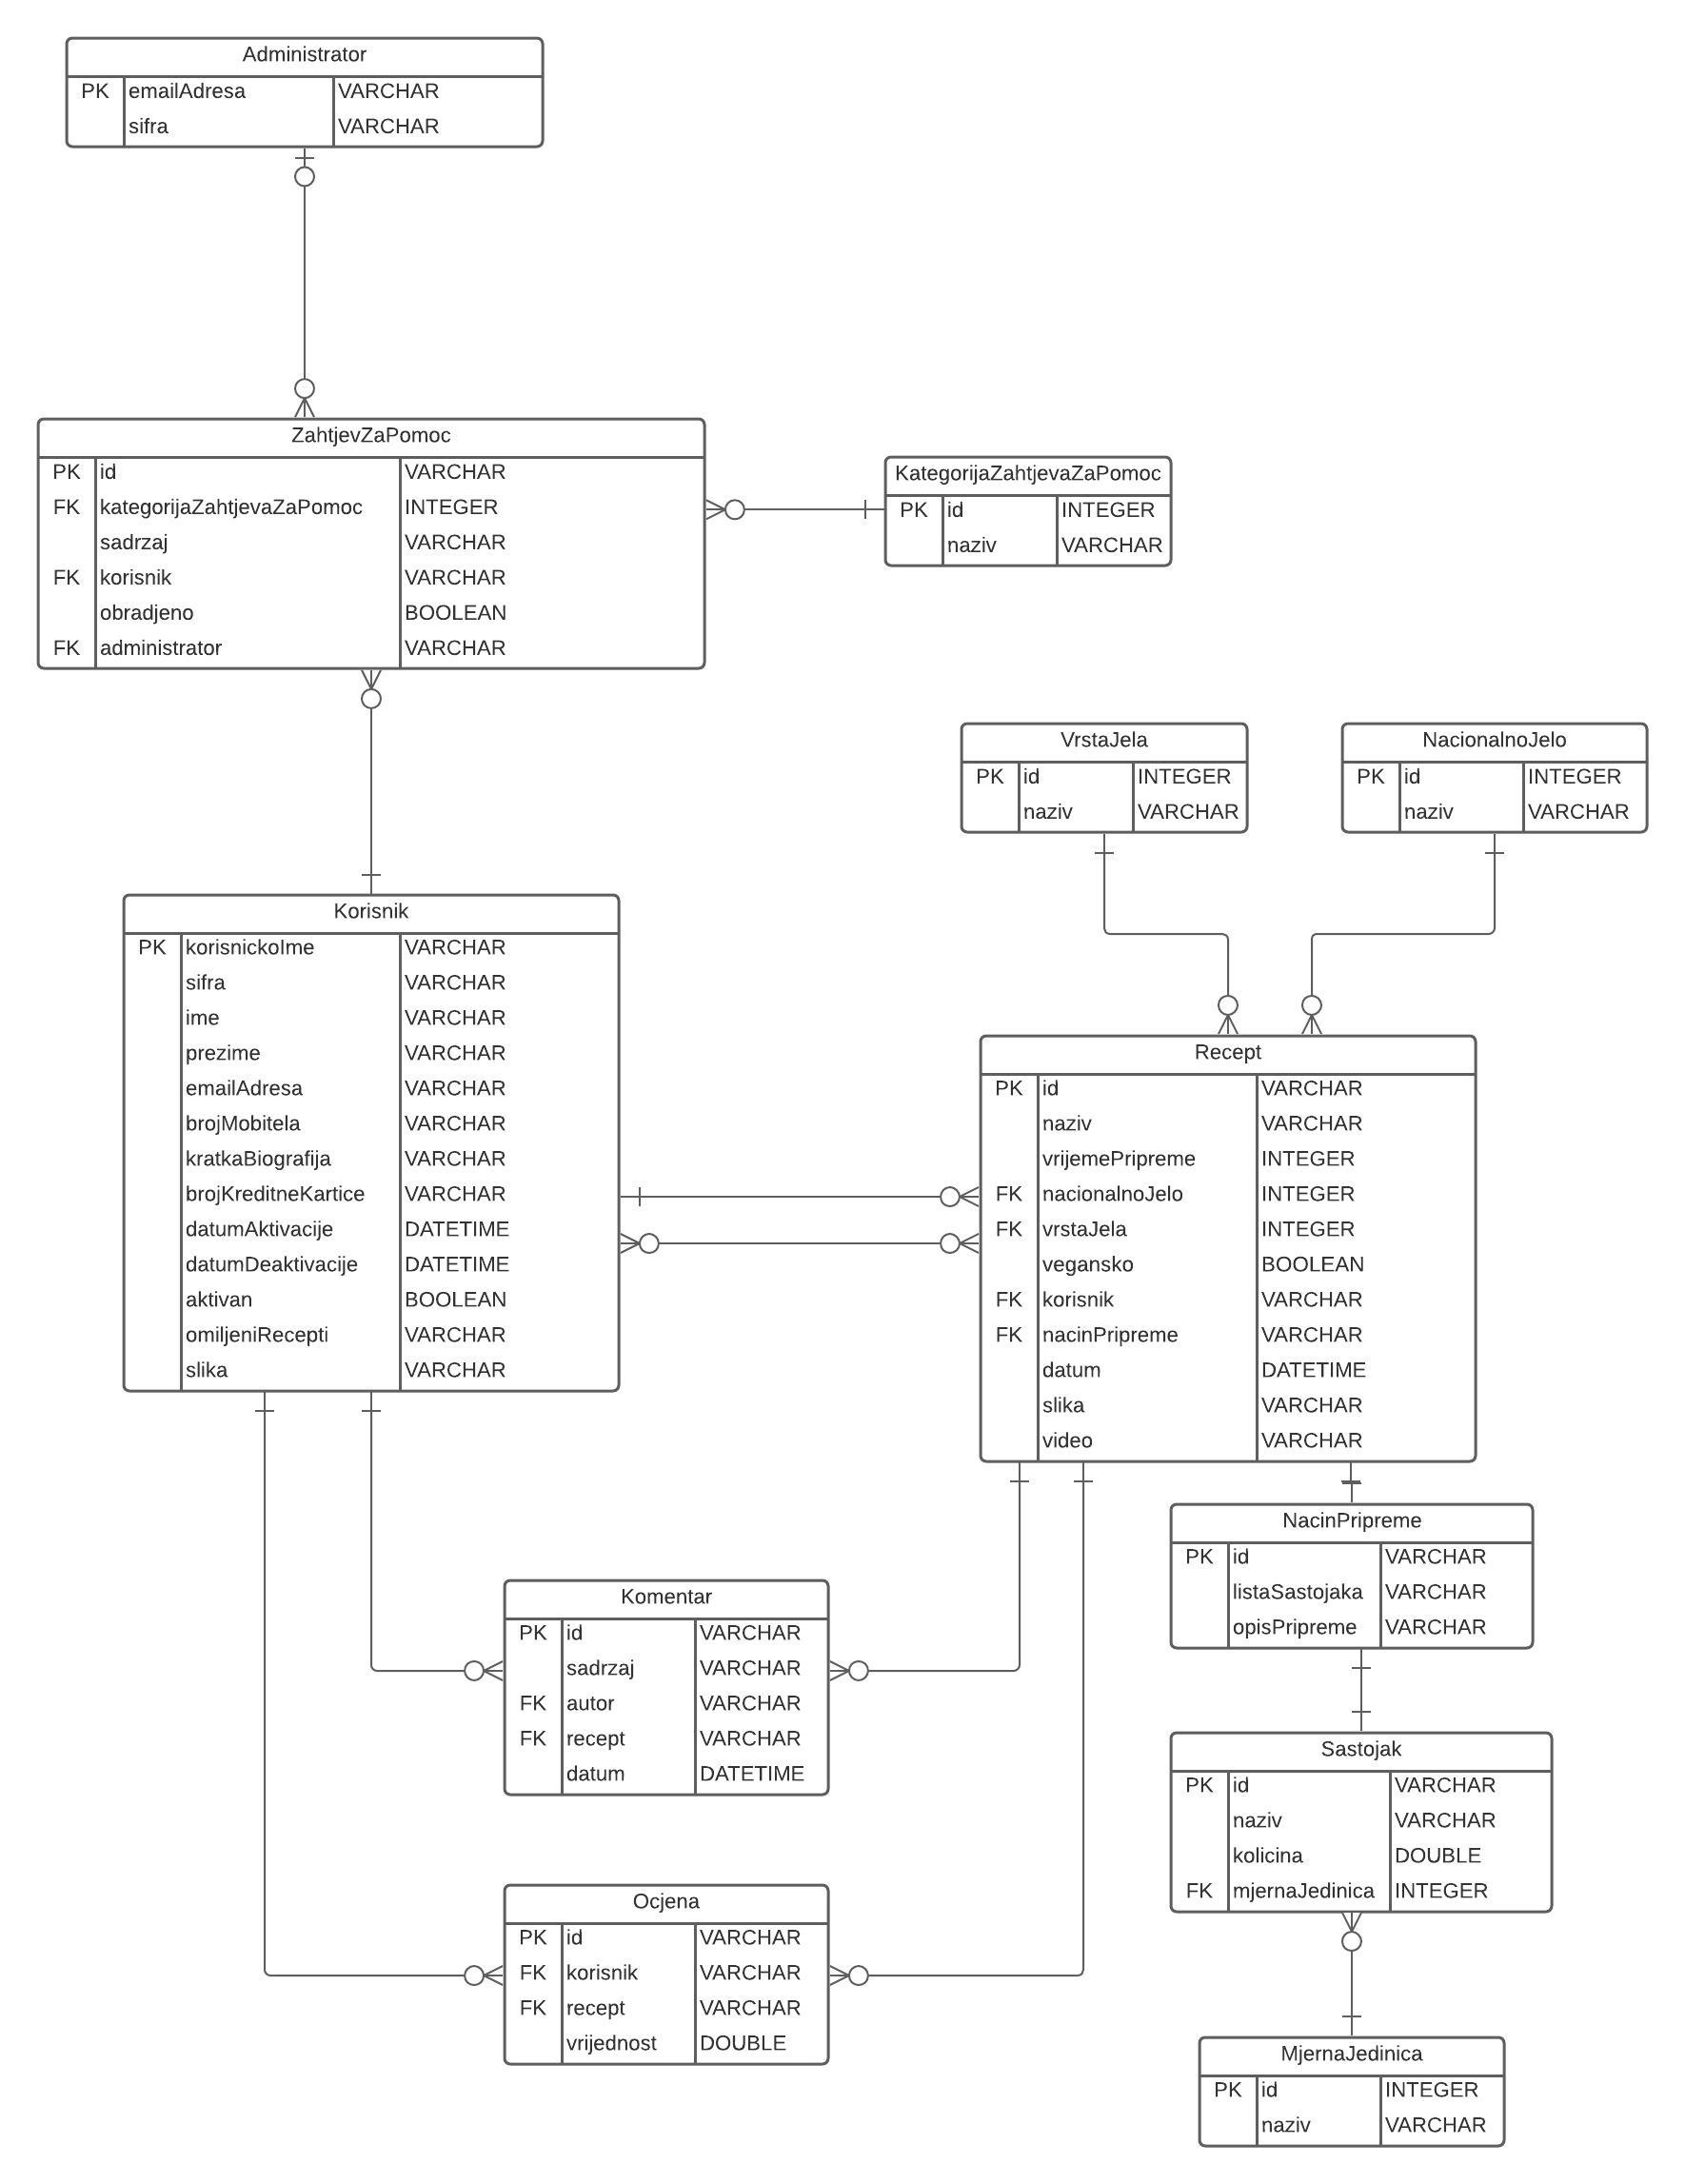 Administrator
PK emailAdresa VARCHAR
sifra VARCHAR
ZahtjevZaPomoc
PK id VARCHAR
FK kategorijaZahtjevaZaPomoc INTEGER
sadrzaj VARCHAR
FK korisnik VARCHAR
obradjeno BOOLEAN
FK administrator VARCHAR
KategorijaZahtjevaZaPomoc
PK id INTEGER
naziv VARCHAR
VrstaJela
PK id INTEGER
naziv VARCHAR
NacionalnoJelo
PK id INTEGER
naziv VARCHAR
Korisnik
PK korisnickoIme VARCHAR
sifra VARCHAR
ime VARCHAR
prezime VARCHAR
emailAdresa VARCHAR
brojMobitela VARCHAR
kratkaBiografija VARCHAR
brojKreditneKartice VARCHAR
datumAktivacije DATETIME
datumDeaktivacije DATETIME
aktivan BOOLEAN
omiljeniRecepti VARCHAR
slika VARCHAR
Recept
PK id VARCHAR
naziv VARCHAR
vrijemePripreme INTEGER
FK nacionalnoJelo INTEGER
FK vrstaJela INTEGER
vegansko BOOLEAN
FK korisnik VARCHAR
FK nacinPripreme VARCHAR
datum DATETIME
slika VARCHAR
video VARCHAR
NacinPripreme
PK id VARCHAR
listaSastojaka VARCHAR
opisPripreme VARCHAR
Komentar
PK id VARCHAR
sadrzaj VARCHAR
FK autor VARCHAR
FK recept VARCHAR
datum DATETIME
Sastojak
PK id VARCHAR
naziv VARCHAR
kolicina DOUBLE
FK mjernaJedinica INTEGER
Ocjena
PK id VARCHAR
FK korisnik VARCHAR
FK recept VARCHAR
vrijednost DOUBLE
MjernaJedinica
PK id INTEGER
naziv VARCHAR